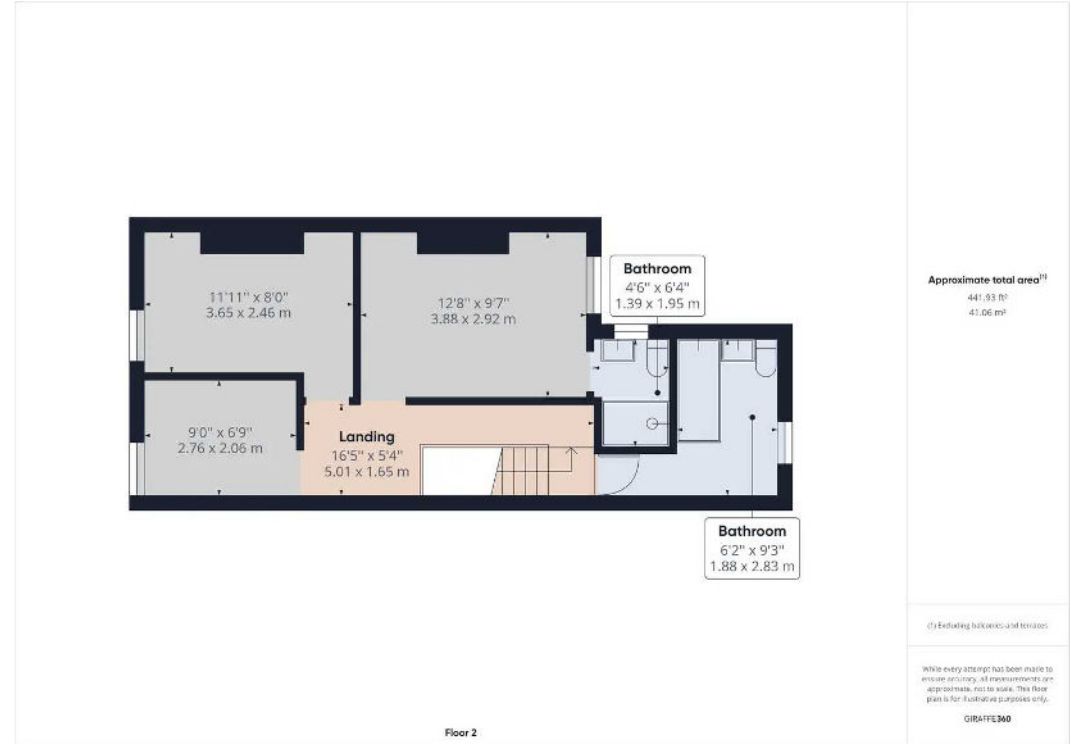 11'11" x 8'0"
3.65 x 2.46 m
12'8" x 9'7"
3.88 x 2.92 m
Bathroom
4'6" x 6'4"
1.39 x 1.95 m
9'0" x 6'9"
2.76 x 2.06 m
Landing
16'5" x 5'4"
5.01 x 1.65 m
Bathroom
6'2" x 9'3"
1.88 x 2.83 m
Floor 2
Approximate total area(1)
441.93 ft²
41.06 m²
(1) Excluding balconies and terraces
While every attempt has been made to
ensure accuracy, all measurements are
approximate, not to scale. This floor
plan is for illustrative purposes only.
GIRAFFE360